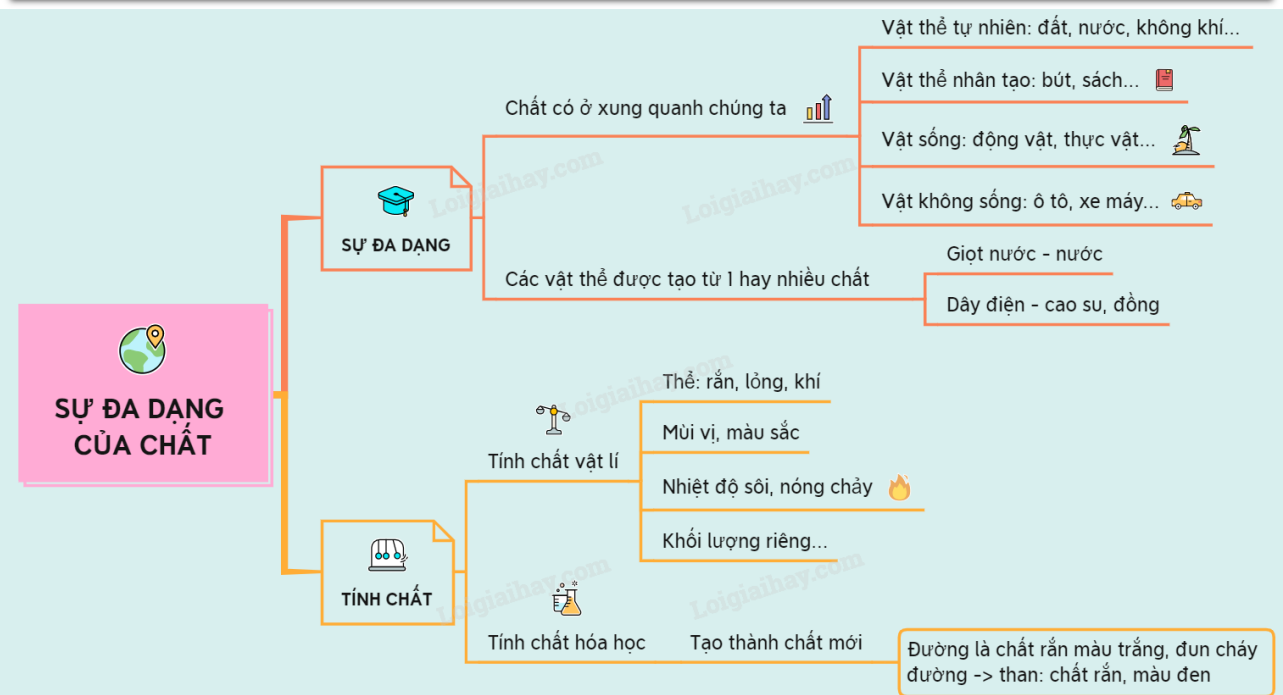 SỰ ĐA DẠNG
CỦA CHẤT
SỰ ĐA DẠNG
Chất có ở xung quanh chúng ta
Vật thể tự nhiên: đất, nước, không khí...
Vật thể nhân tạo: bút, sách...
Vật sống: động vật, thực vật...
Vật không sống: ô tô, xe máy...
Các vật thể được tạo từ 1 hay nhiều chất
Giọt nước - nước
Dây điện - cao su, đồng
TÍNH CHẤT
Tính chất vật lí
Thể: rắn, lỏng, khí
Mùi vị, màu sắc
Nhiệt độ sôi, nóng chảy
Khối lượng riêng...
Tính chất hóa học
Tạo thành chất mới
Đường là chất rắn màu trắng, đun cháy
đường -> than: chất rắn, màu đen
Loigiaihay.com
Loigiaihay.com
Loigiaihay.com
Loigiaihay.com
Loigiaihay.com